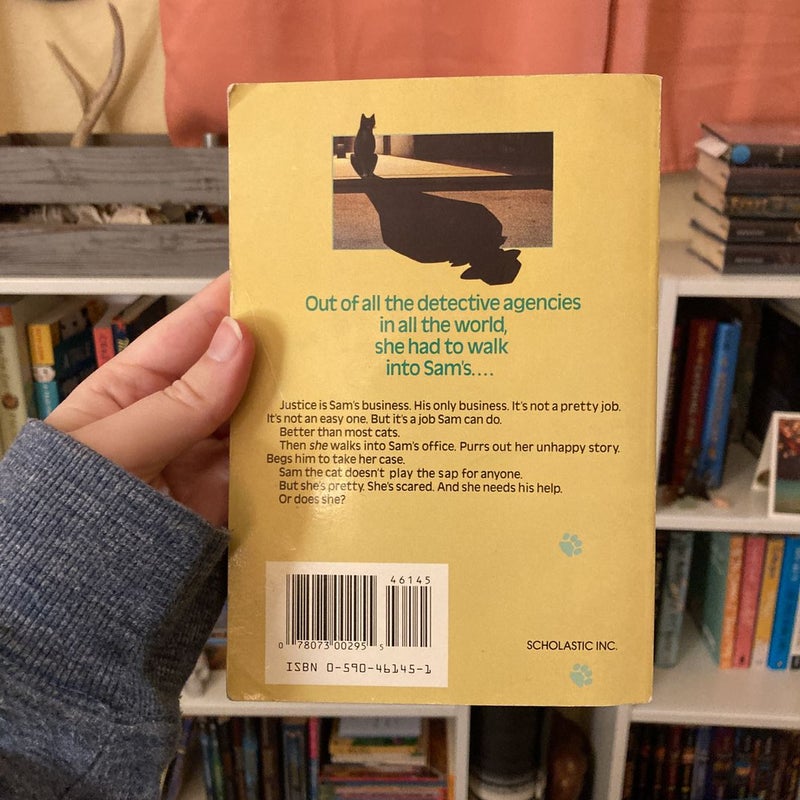 Out of all the detective agencies
in all the world,
she had to walk
into Sam's....
Justice is Sam's business. His only business. It's not a pretty job.
It's not an easy one. But it's a job Sam can do.
Better than most cats.
Then she walks into Sam's office. Purrs out her unhappy story.
Begs him to take her case.
Sam the cat doesn't play the sap for anyone.
But she's pretty. She's scared. And she needs his help.
Or does she?
46145
0 78073 00295 5
ISBN 0-590-46145-1
SCHOLASTIC INC.